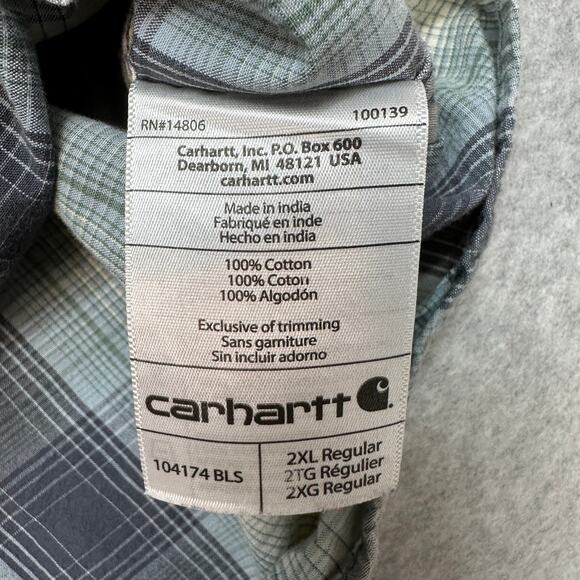 RN#14806 100139
Carhartt, Inc. P.O. Box 600
Dearborn, MI 48121 USA
carhartt.com
Made in india
Fabriqué en inde
Hecho en india
100% Cotton
100% Coton
100% Algodón
Exclusive of trimming
Sans garniture
Sin incluir adorno
carhartt
104174 BLS
2XL Regular
2TG Régulier
2XG Regular